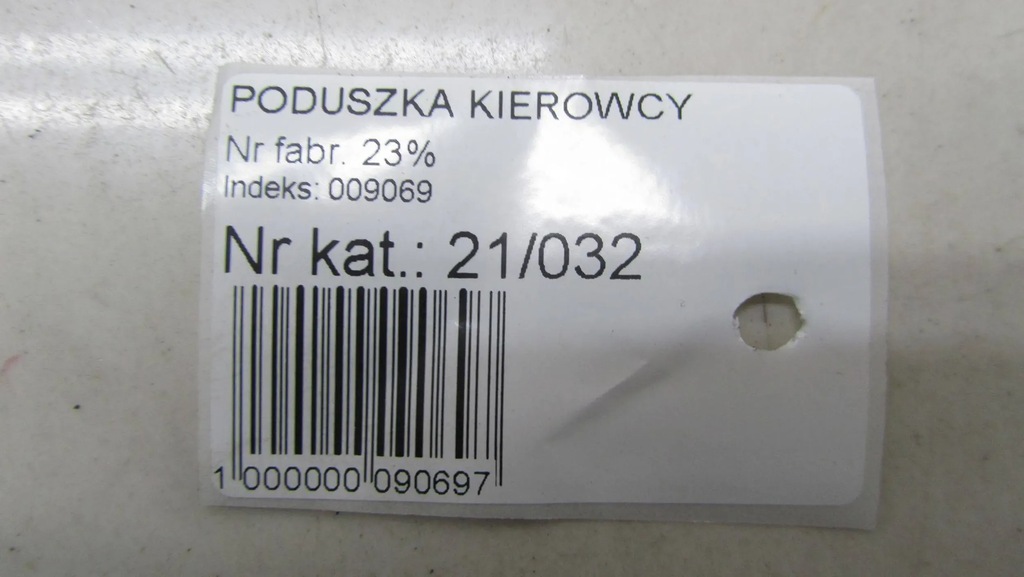 PODUSZKA KIEROWCY
Nr fabr. 23%
Indeks: 009069
Nr kat.: 21/032
1 000000 090697